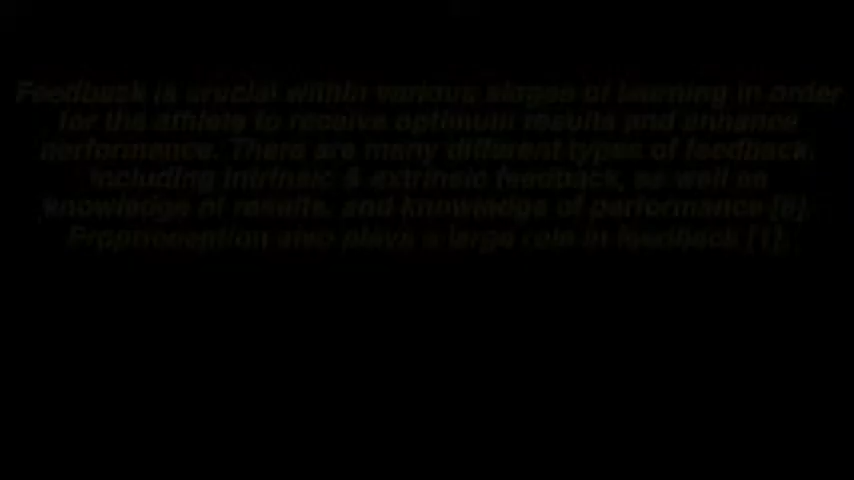 Feedback is crucial within various stages of learning in order
for the athlete to receive optimum results and enhance
performance. There are many different types of feedback,
including intrinsic & extrinsic feedback, as well as
knowledge of results, and knowledge of performance [6].
Proprioception also plays a large role in feedback [1].